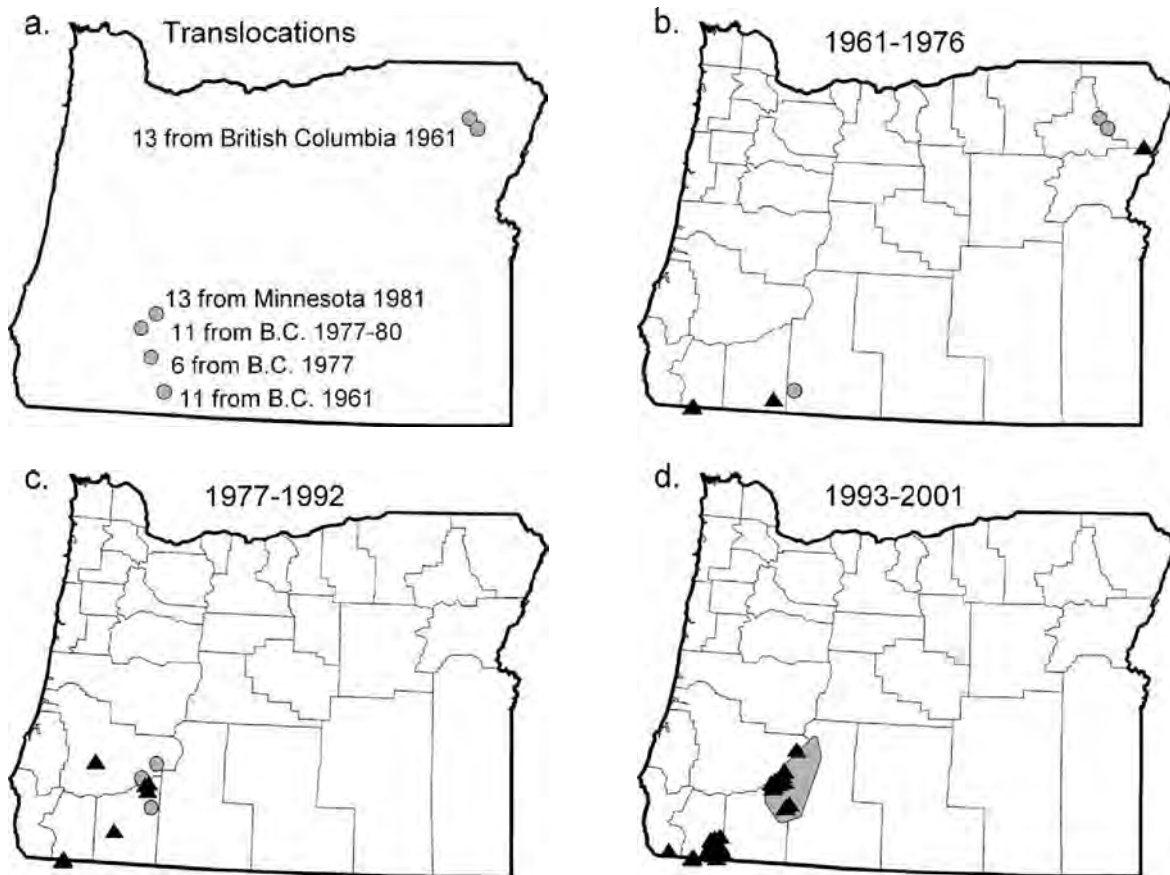 a.
Translocations
13 from British Columbia 1961
13 from Minnesota 1981
11 from B.C. 1977-80
6 from B.C. 1977
11 from B.C. 1961
b.
1961-1976
c.
1977-1992
d.
1993-2001